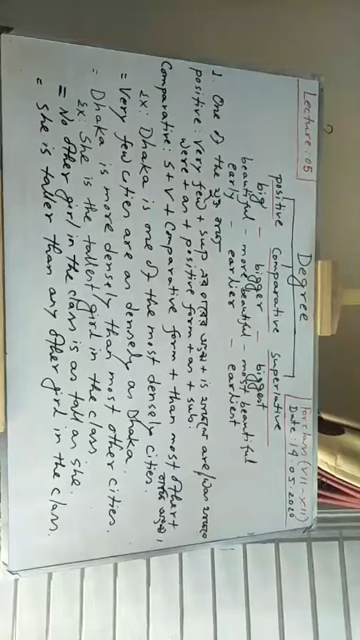 Lecture: 05
Degree
for class (VII-XII)
Date: 19.05.2020
positive comparative superlative
big - bigger - biggest
beautiful - more beautiful - most beautiful
early - earlier - earliest
1. One of the
positive: very few + sup + is are/was
were + as + positive form + as + sub.
Comparative: S + V + Comparative form + than most other +
Ex: Dhaka is one of the most densely cities.
= Very few cities are as densely as Dhaka.
= Dhaka is more densely than most other cities.
Ex: She is the tallest girl in the class.
= No other girl in the class is as tall as she.
= She is taller than any other girl in the class.